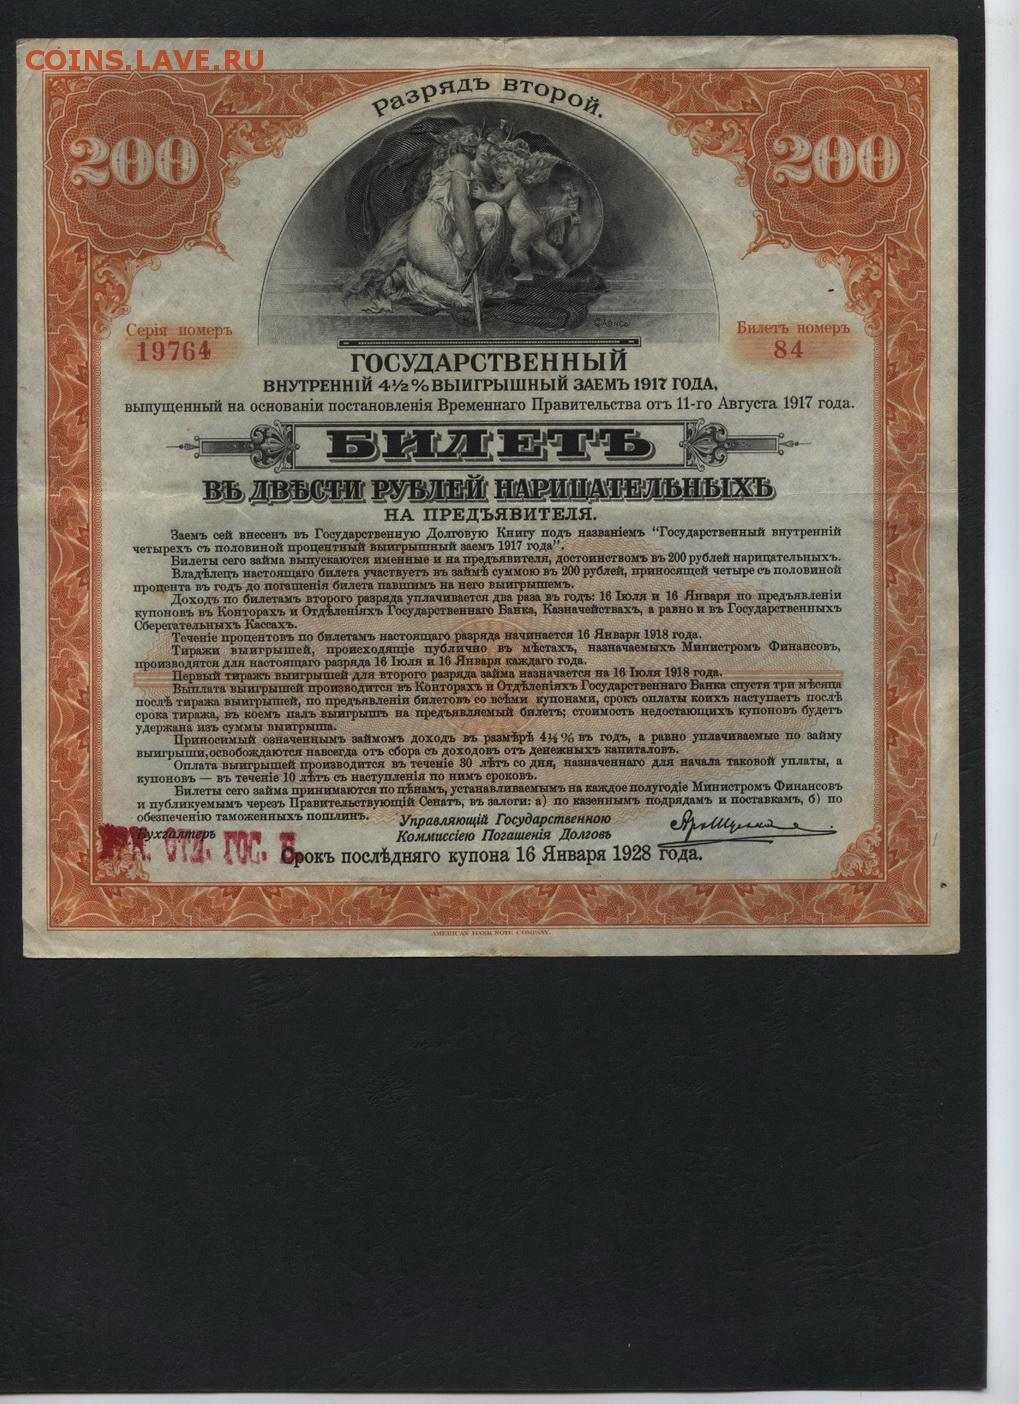 COINS.LAVE.RU
Разрядъ второй.
200
200
Серія номеръ
19764
Билетъ номеръ
84
ГОСУДАРСТВЕННЫЙ
ВНУТРЕННІЙ 4½% ВЫИГРЫШНЫЙ ЗАЕМЪ 1917 ГОДА,
выпущенный на основаніи постановленія Временнаго Правительства отъ 11-го Августа 1917 года.
БИЛЕТЪ
ВЪ ДВѢСТИ РУБЛЕЙ НАРИЦАТЕЛЬНЫХЪ
НА ПРЕДЪЯВИТЕЛЯ.
Заемъ сей внесенъ въ Государственную Долговую Книгу подъ названіемъ “Государственный внутренній
четырехъ съ половиной процентный выигрышный заемъ 1917 года”.
Билеты сего займа выпускаются именные и на предъявителя, достоинствомъ въ 200 рублей нарицательныхъ.
Владѣлецъ настоящаго билета участвуетъ въ займѣ суммою въ 200 рублей, приносящей четыре съ половиной
процента въ годъ до погашенія билета павшимъ на него выигрышемъ.
Доходъ по билетамъ второго разряда уплачивается два раза въ годъ: 16 Іюля и 16 Января по предъявленіи
купоновъ въ Конторахъ и Отдѣленіяхъ Государственнаго Банка, Казначействахъ, а равно и въ Государственныхъ
Сберегательныхъ Кассахъ.
Теченіе процентовъ по билетамъ настоящаго разряда начинается 16 Января 1918 года.
Тиражи выигрышей, происходящіе публично въ мѣстахъ, назначаемыхъ Министромъ Финансовъ,
производятся для настоящаго разряда 16 Іюля и 16 Января каждаго года.
Первый тиражъ выигрышей для второго разряда займа назначается на 16 Іюля 1918 года.
Выплата выигрышей производится въ Конторахъ и Отдѣленіяхъ Государственнаго Банка спустя три мѣсяца
послѣ тиража выигрышей, по предъявленіи билетовъ со всѣми купонами, срокъ оплаты коихъ наступаетъ послѣ
срока тиража, въ коемъ палъ выигрышъ на предъявляемый билетъ; стоимость недостающихъ купоновъ будетъ
удержана изъ суммы выигрыша.
Приносимый означеннымъ займомъ доходъ въ размѣрѣ 4½% въ годъ, а равно уплачиваемые по займу
выигрыши, освобождаются навсегда отъ сбора съ доходовъ отъ денежныхъ капиталовъ.
Оплата выигрышей производится въ теченіе 30 лѣтъ со дня, назначеннаго для начала таковой уплаты, а
купоновъ — въ теченіе 10 лѣтъ съ наступленія по нимъ сроковъ.
Билеты сего займа принимаются по цѣнамъ, устанавливаемымъ на каждое полугодіе Министромъ Финансовъ
и публикуемымъ черезъ Правительствующій Сенатъ, въ залоги: а) по казеннымъ подрядамъ и поставкамъ, б) по
обезпеченію таможенныхъ пошлинъ.
Управляющій Государственною
Коммиссіею Погашенія Долговъ
Бухгалтеръ
ОТД. ГОС. Б.
Срокъ послѣдняго купона 16 Января 1928 года.
AMERICAN BANK NOTE COMPANY.